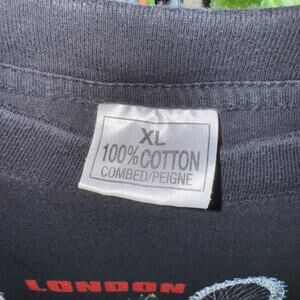 XL
100% COTTON
COMBED/PEIGNE
LONDON